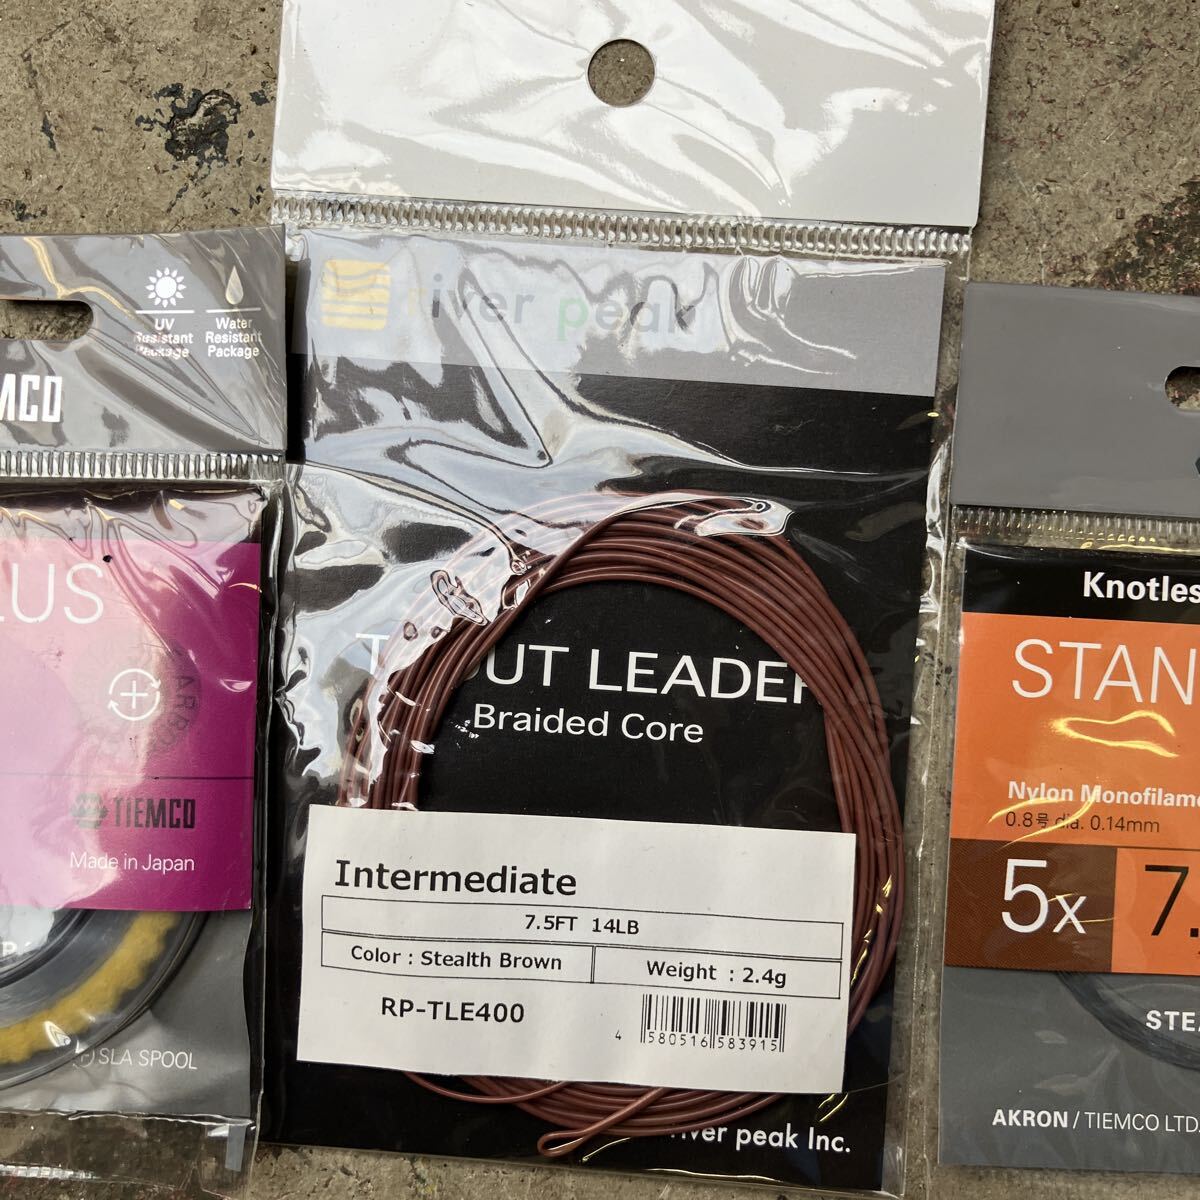 UV
Resistant
Package
Water
Resistant
Package
MCO
LUS
TIEMCO
Made in Japan
SLA SPOOL
river peak
TROUT LEADER
Braided Core
Intermediate
7.5FT 14LB
Color : Stealth Brown
Weight : 2.4g
RP-TLE400
4 580516 583915
river peak Inc.
Knotles
STAN
Nylon Monofilame
0.8号 dia. 0.14mm
5X
7.
STE
AKRON / TIEMCO LTD.